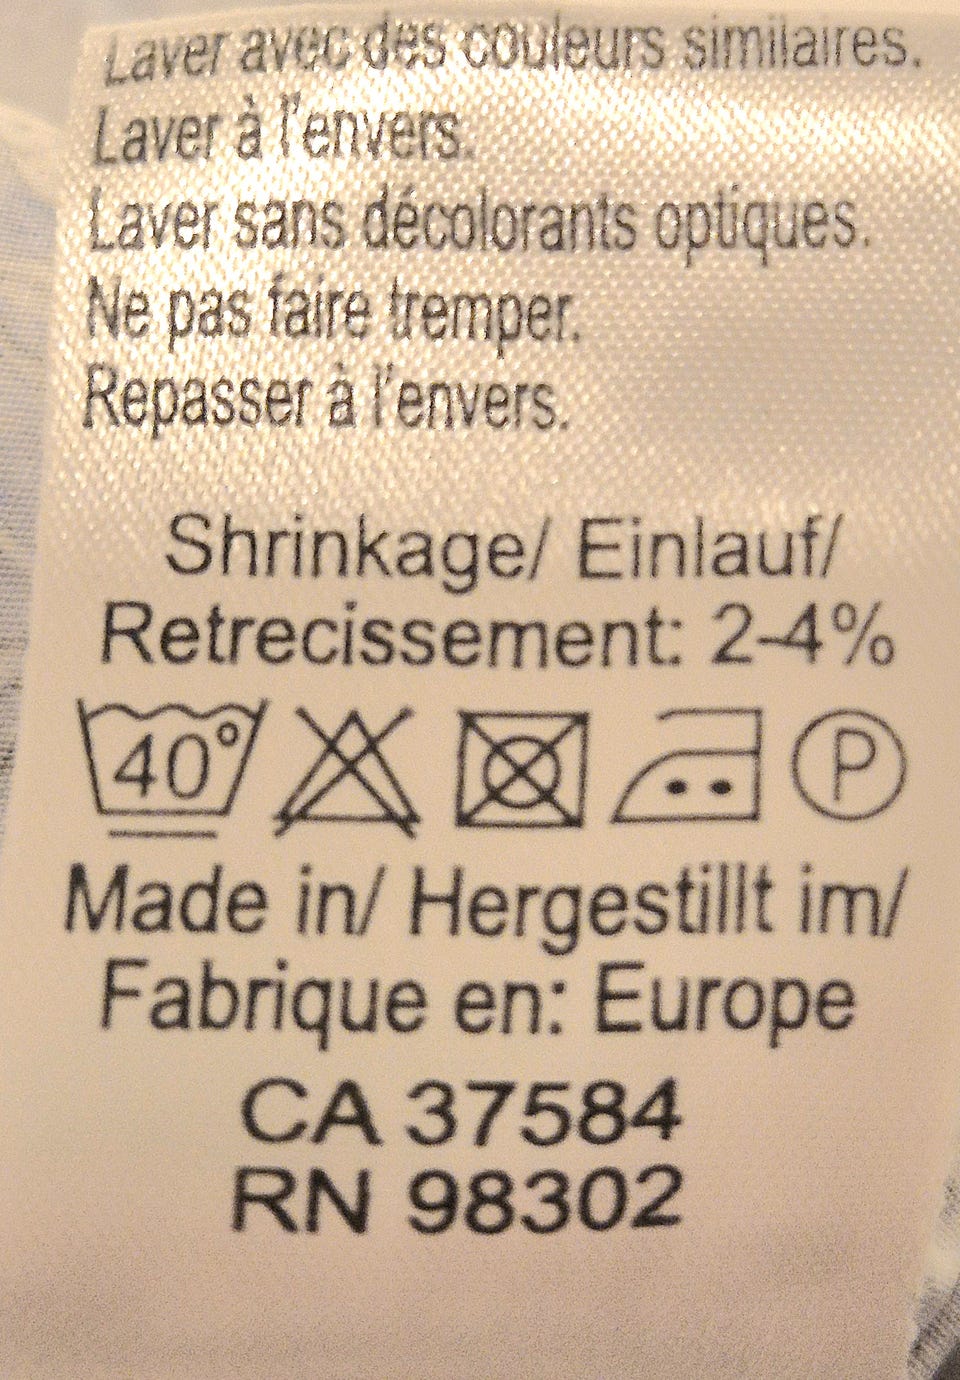 Laver avec des couleurs similaires.
Laver à l'envers.
Laver sans décolorants optiques.
Ne pas faire tremper.
Repasser à l'envers.
Shrinkage/ Einlauf/
Retrecissement: 2-4%
40° P
Made in/ Hergestillt im/
Fabrique en: Europe
CA 37584
RN 98302